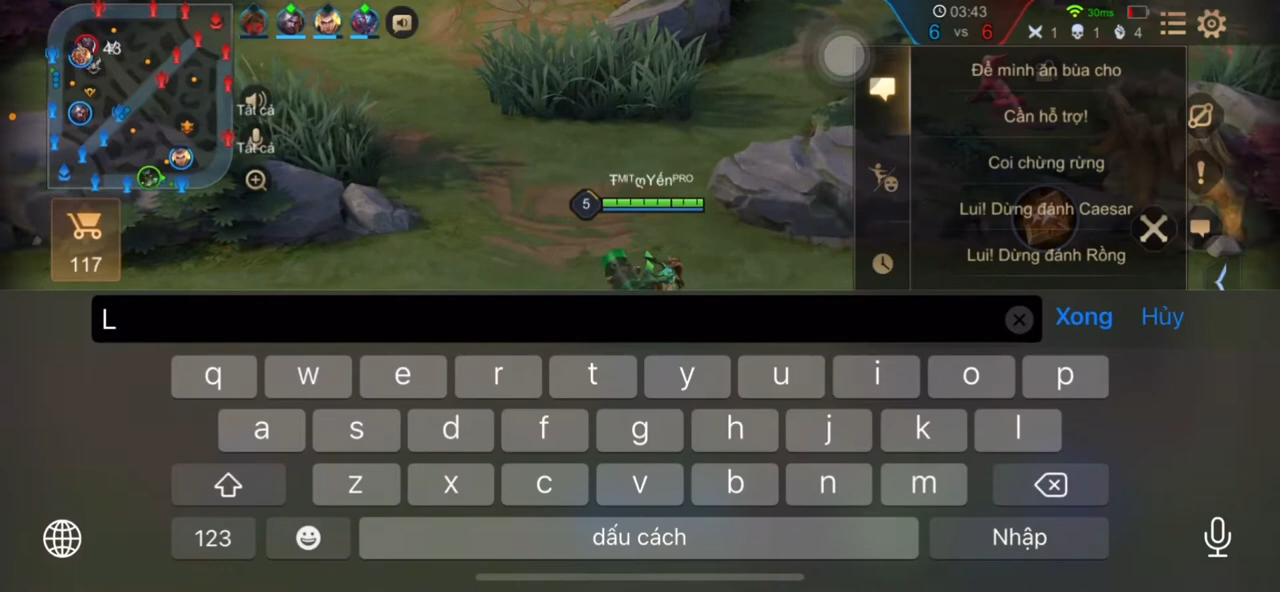 48
03:43
30ms
6 vs 6
1
1
4
Tất cả
Tất cả
117
ŦᴹᴵᵀღYếnᴾᴿᴼ
5
Để mình ăn bùa cho
Cần hỗ trợ!
Coi chừng rừng
Lui! Dừng đánh Caesar
Lui! Dừng đánh Rồng
L
Xong
Hủy
q w e r t y u i o p
a s d f g h j k l
z x c v b n m
123
dấu cách
Nhập